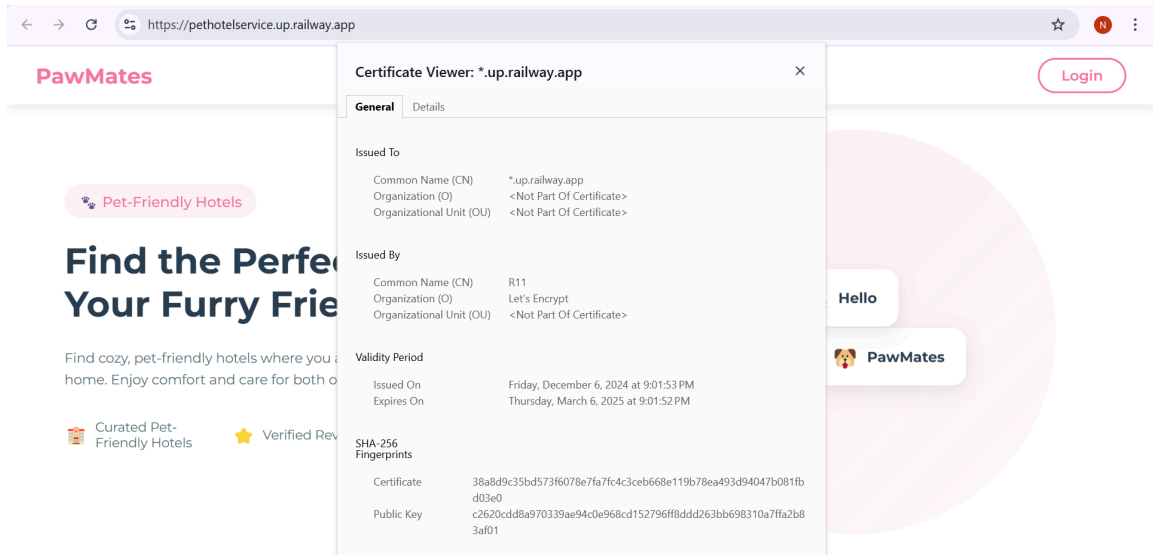 https://pethotelservice.up.railway.app
N
PawMates
Login
Certificate Viewer: *.up.railway.app
General Details
Issued To
Common Name (CN) *.up.railway.app
Organization (O) <Not Part Of Certificate>
Organizational Unit (OU) <Not Part Of Certificate>
Issued By
Common Name (CN) R11
Organization (O) Let's Encrypt
Organizational Unit (OU) <Not Part Of Certificate>
Validity Period
Issued On Friday, December 6, 2024 at 9:01:53 PM
Expires On Thursday, March 6, 2025 at 9:01:52 PM
SHA-256
Fingerprints
Certificate 38a8d9c35bd573f6078e7fa7fc4c3ceb668e119b78ea493d94047b081fb
d03e0
Public Key c2620cdd8a970339ae94c0e968cd152796ff8ddd263bb698310a7ffa2b8
3af01
Pet-Friendly Hotels
Find the Perfe
Your Furry Frie
Find cozy, pet-friendly hotels where you a
home. Enjoy comfort and care for both o
Curated Pet-
Friendly Hotels
Verified Rev
Hello
PawMates